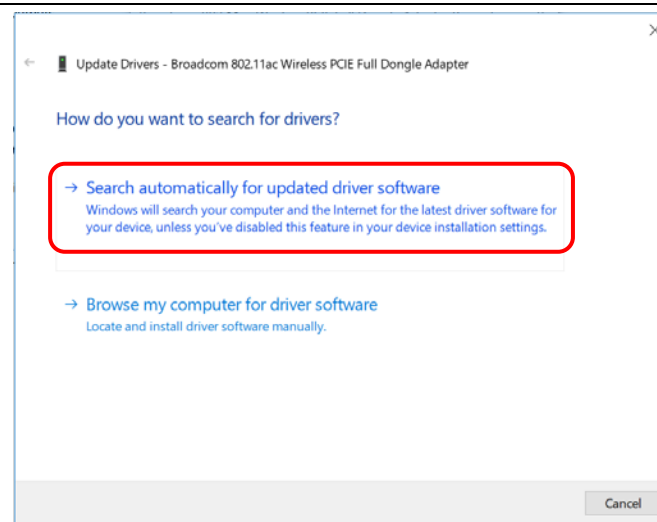 ← Update Drivers - Broadcom 802.11ac Wireless PCIE Full Dongle Adapter
How do you want to search for drivers?
→ Search automatically for updated driver software
Windows will search your computer and the Internet for the latest driver software for
your device, unless you've disabled this feature in your device installation settings.
→ Browse my computer for driver software
Locate and install driver software manually.
Cancel